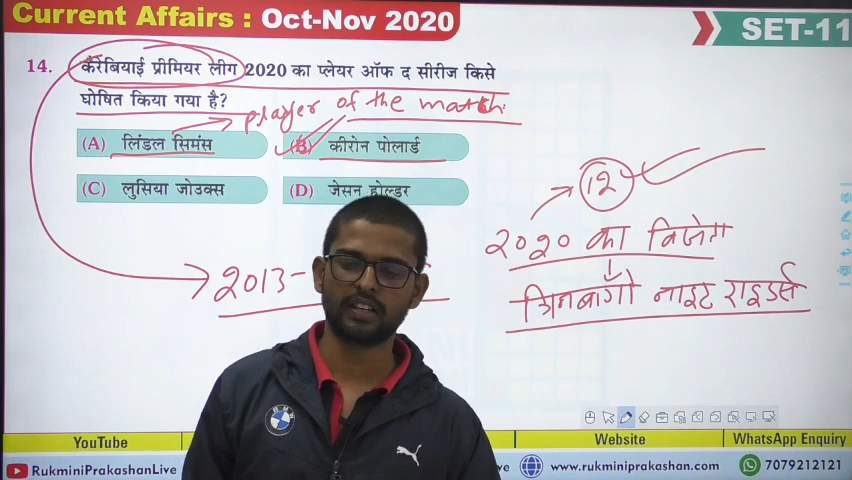 Current Affairs : Oct-Nov 2020
SET-11
14. कैरेबियाई प्रीमियर लीग 2020 का प्लेयर ऑफ द सीरीज किसे
घोषित किया गया है?
player of the match
(A) लिंडल सिमंस
(B) कीरोन पोलार्ड
(C) लुसिया जोउक्स
(D) जेसन होल्डर
12
2020 का विजेता
त्रिनबागो नाइट राइडर्स
2013-
BMW
YouTube
Website
WhatsApp Enquiry
RukminiPrakashanLive
www.rukminiprakashan.com
7079212121